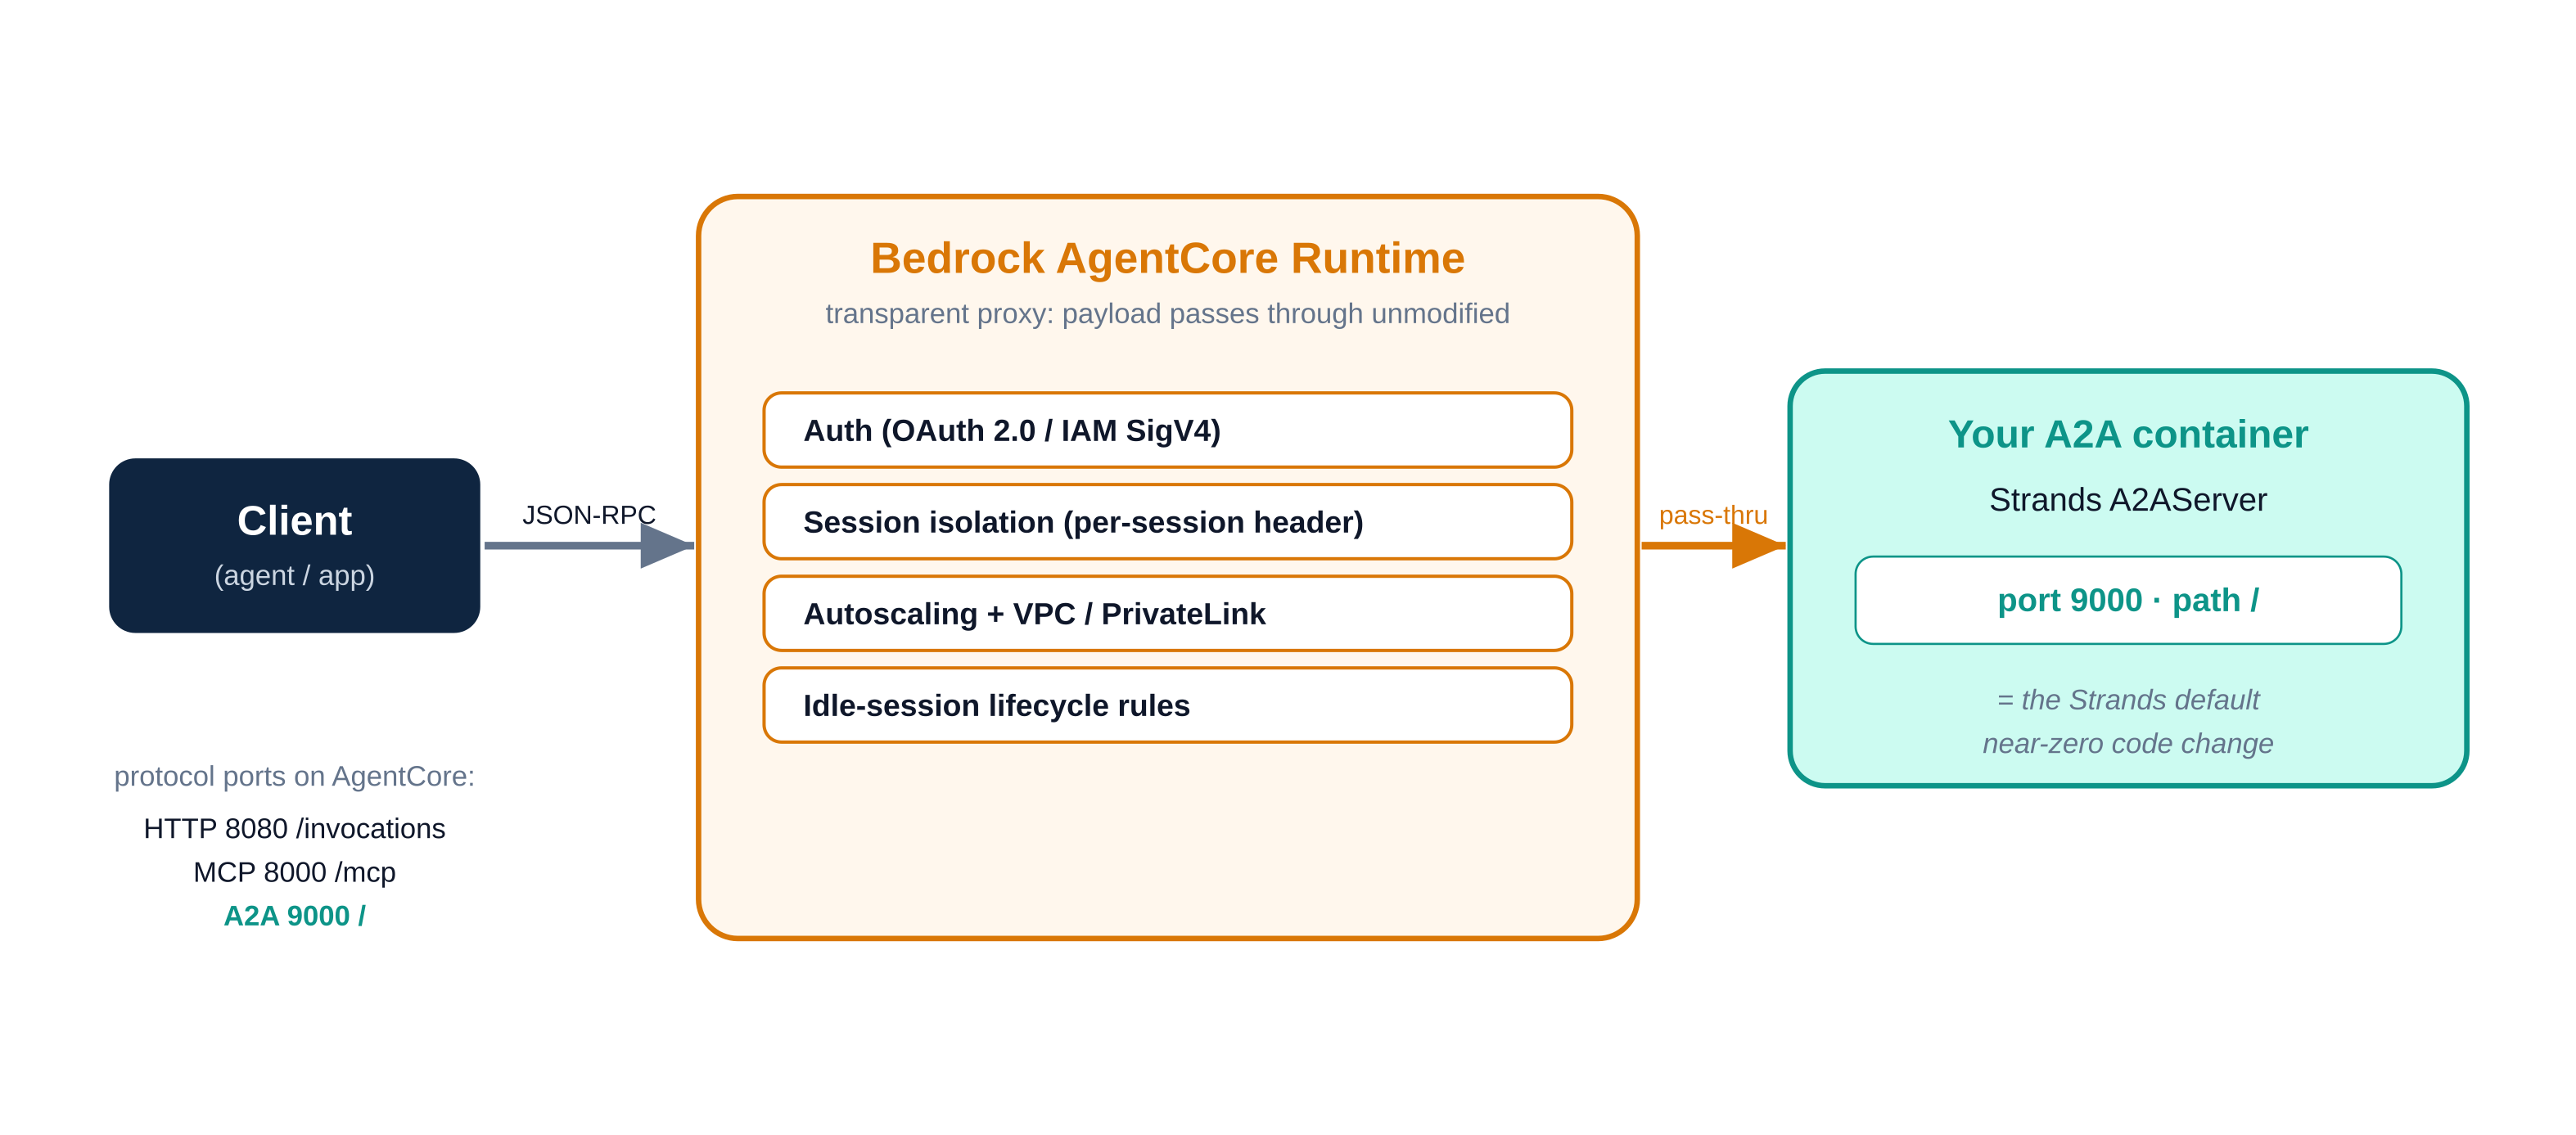 Client
(agent / app)
protocol ports on AgentCore:
HTTP 8080 /invocations
MCP 8000 /mcp
A2A 9000 /
JSON-RPC
Bedrock AgentCore Runtime
transparent proxy: payload passes through unmodified
Auth (OAuth 2.0 / IAM SigV4)
Session isolation (per-session header)
Autoscaling + VPC / PrivateLink
Idle-session lifecycle rules
pass-thru
Your A2A container
Strands A2AServer
port 9000 · path /
= the Strands default
near-zero code change